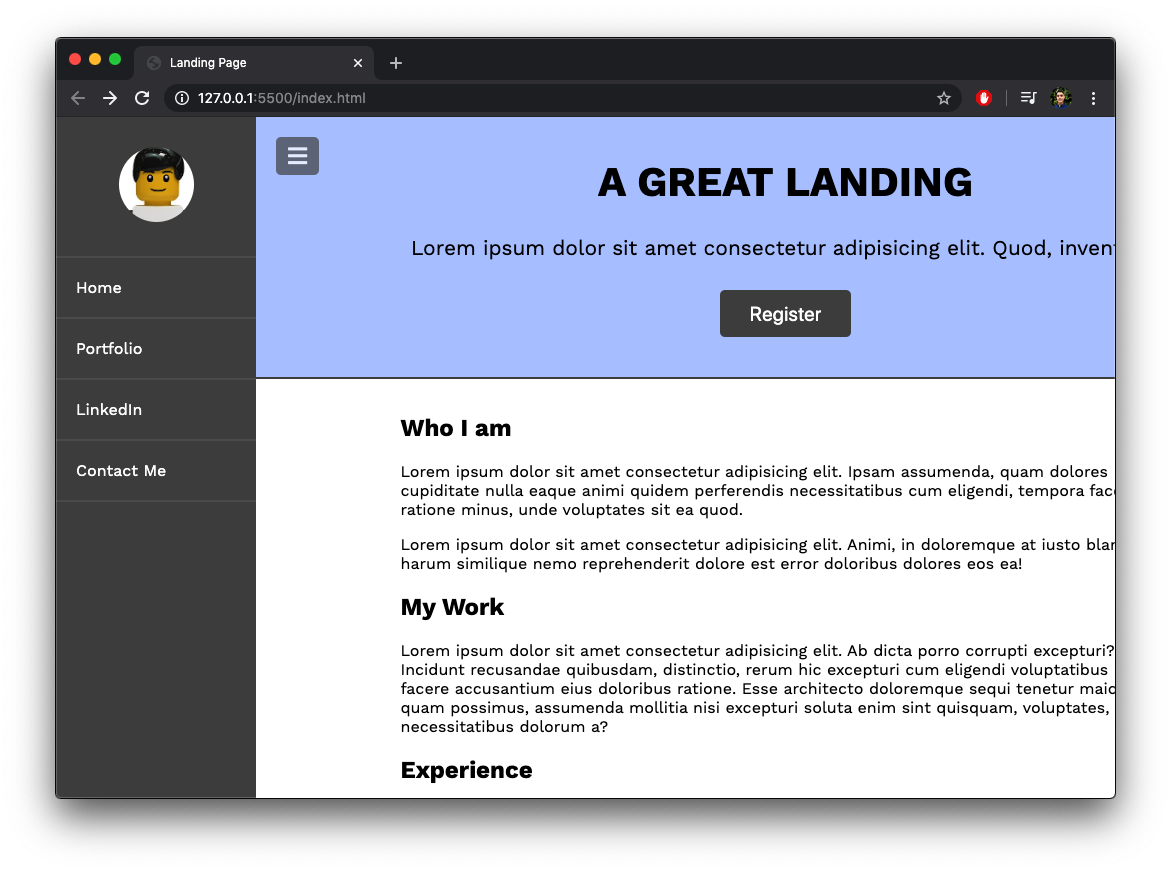 Landing Page
127.0.0.1:5500/index.html
Home
Portfolio
LinkedIn
Contact Me
A GREAT LANDING
Lorem ipsum dolor sit amet consectetur adipisicing elit. Quod,
Register
Who I am
Lorem ipsum dolor sit amet consectetur adipisicing elit. Ipsam assumenda, quam dolores
cupiditate nulla eaque animi quidem perferendis necessitatibus cum eligendi, tempora
ratione minus, unde voluptates sit ea quod.
Lorem ipsum dolor sit amet consectetur adipisicing elit. Animi, in doloremque at iusto
harum similique nemo reprehenderit dolore est error doloribus dolores eos ea!
My Work
Lorem ipsum dolor sit amet consectetur adipisicing elit. Ab dicta porro corrupti excepturi?
Incidunt recusandae quibusdam, distinctio, rerum hic excepturi cum eligendi voluptatibus
facere accusantium eius doloribus ratione. Esse architecto doloremque sequi tenetur
quam possimus, assumenda mollitia nisi excepturi soluta enim sint quisquam, voluptates,
necessitatibus dolorum a?
Experience